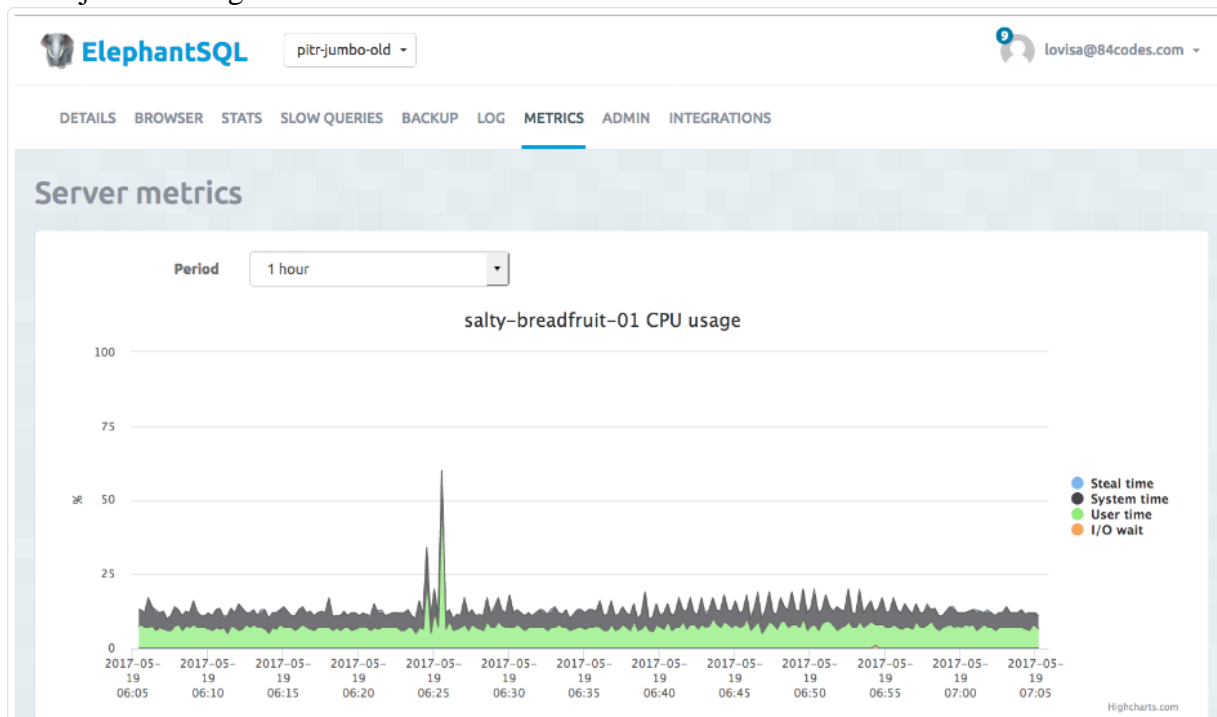 ElephantSQL pitr-jumbo-old 9 lovisa@84codes.com
DETAILS BROWSER STATS SLOW QUERIES BACKUP LOG METRICS ADMIN INTEGRATIONS
Server metrics
Period 1 hour
salty-breadfruit-01 CPU usage
100
75
50
25
0
%
2017-05-19 06:05
2017-05-19 06:10
2017-05-19 06:15
2017-05-19 06:20
2017-05-19 06:25
2017-05-19 06:30
2017-05-19 06:35
2017-05-19 06:40
2017-05-19 06:45
2017-05-19 06:50
2017-05-19 06:55
2017-05-19 07:00
2017-05-19 07:05
Steal time
System time
User time
I/O wait
Highcharts.com